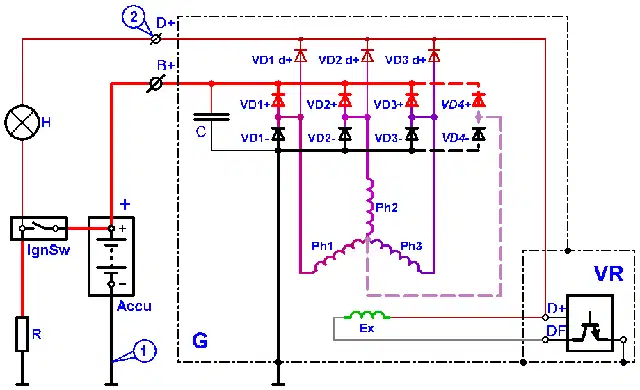 2 D+
VD1 d+ VD2 d+ VD3 d+
B+
VD1+ VD2+ VD3+ VD4+
H
C
VD1- VD2- VD3- VD4-
+
Ph2
+
IgnSw
Ph1 Ph3
-
Accu
VR
D+
R
G
Ex
DF
1